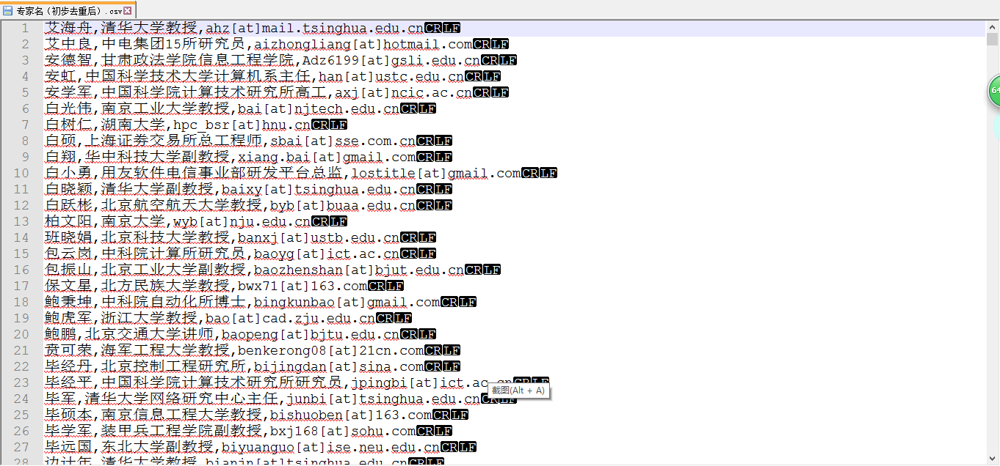 专家名（初步去重后）.csv
1 艾海舟,清华大学教授,ahz[at]mail.tsinghua.edu.cnCRLF
2 艾中良,中电集团15所研究员,aizhongliang[at]hotmail.comCRLF
3 安德智,甘肃政法学院信息工程学院,Adz6199[at]gsli.edu.cnCRLF
4 安虹,中国科学技术大学计算机系主任,han[at]ustc.edu.cnCRLF
5 安学军,中国科学院计算技术研究所高工,axj[at]ncic.ac.cnCRLF
6 白光伟,南京工业大学教授,bai[at]njtech.edu.cnCRLF
7 白树仁,湖南大学,hpc_bsr[at]hnu.cnCRLF
8 白硕,上海证券交易所总工程师,sbai[at]sse.com.cnCRLF
9 白翔,华中科技大学副教授,xiang.bai[at]gmail.comCRLF
10 白小勇,用友软件电信事业部研发平台总监,lostitle[at]gmail.comCRLF
11 白晓颖,清华大学副教授,baixy[at]tsinghua.edu.cnCRLF
12 白跃彬,北京航空航天大学教授,byb[at]buaa.edu.cnCRLF
13 柏文阳,南京大学,wyb[at]nju.edu.cnCRLF
14 班晓娟,北京科技大学教授,banxj[at]ustb.edu.cnCRLF
15 包云岗,中科院计算所研究员,baoyg[at]ict.ac.cnCRLF
16 包振山,北京工业大学副教授,baozhenshan[at]bjut.edu.cnCRLF
17 保文星,北方民族大学教授,bwx71[at]163.comCRLF
18 鲍秉坤,中科院自动化所博士,bingkunbao[at]gmail.comCRLF
19 鲍虎军,浙江大学教授,bao[at]cad.zju.edu.cnCRLF
20 鲍鹏,北京交通大学讲师,baopeng[at]bjtu.edu.cnCRLF
21 贲可荣,海军工程大学教授,benkerong08[at]21cn.comCRLF
22 毕经丹,北京控制工程研究所,bijingdan[at]sina.comCRLF
23 毕经平,中国科学院计算技术研究所研究员,jpingbi[at]ict.ac.cnCRLF
截图(Alt + A)
24 毕军,清华大学网络研究中心主任,junbi[at]tsinghua.edu.cnCRLF
25 毕硕本,南京信息工程大学教授,bishuoben[at]163.comCRLF
26 毕学军,装甲兵工程学院副教授,bxj168[at]sohu.comCRLF
27 毕远国,东北大学副教授,biyuanguo[at]ise.neu.edu.cnCRLF
28 边计年,清华大学教授,bianjn[at]tsinghua.edu.cnCRLF
64